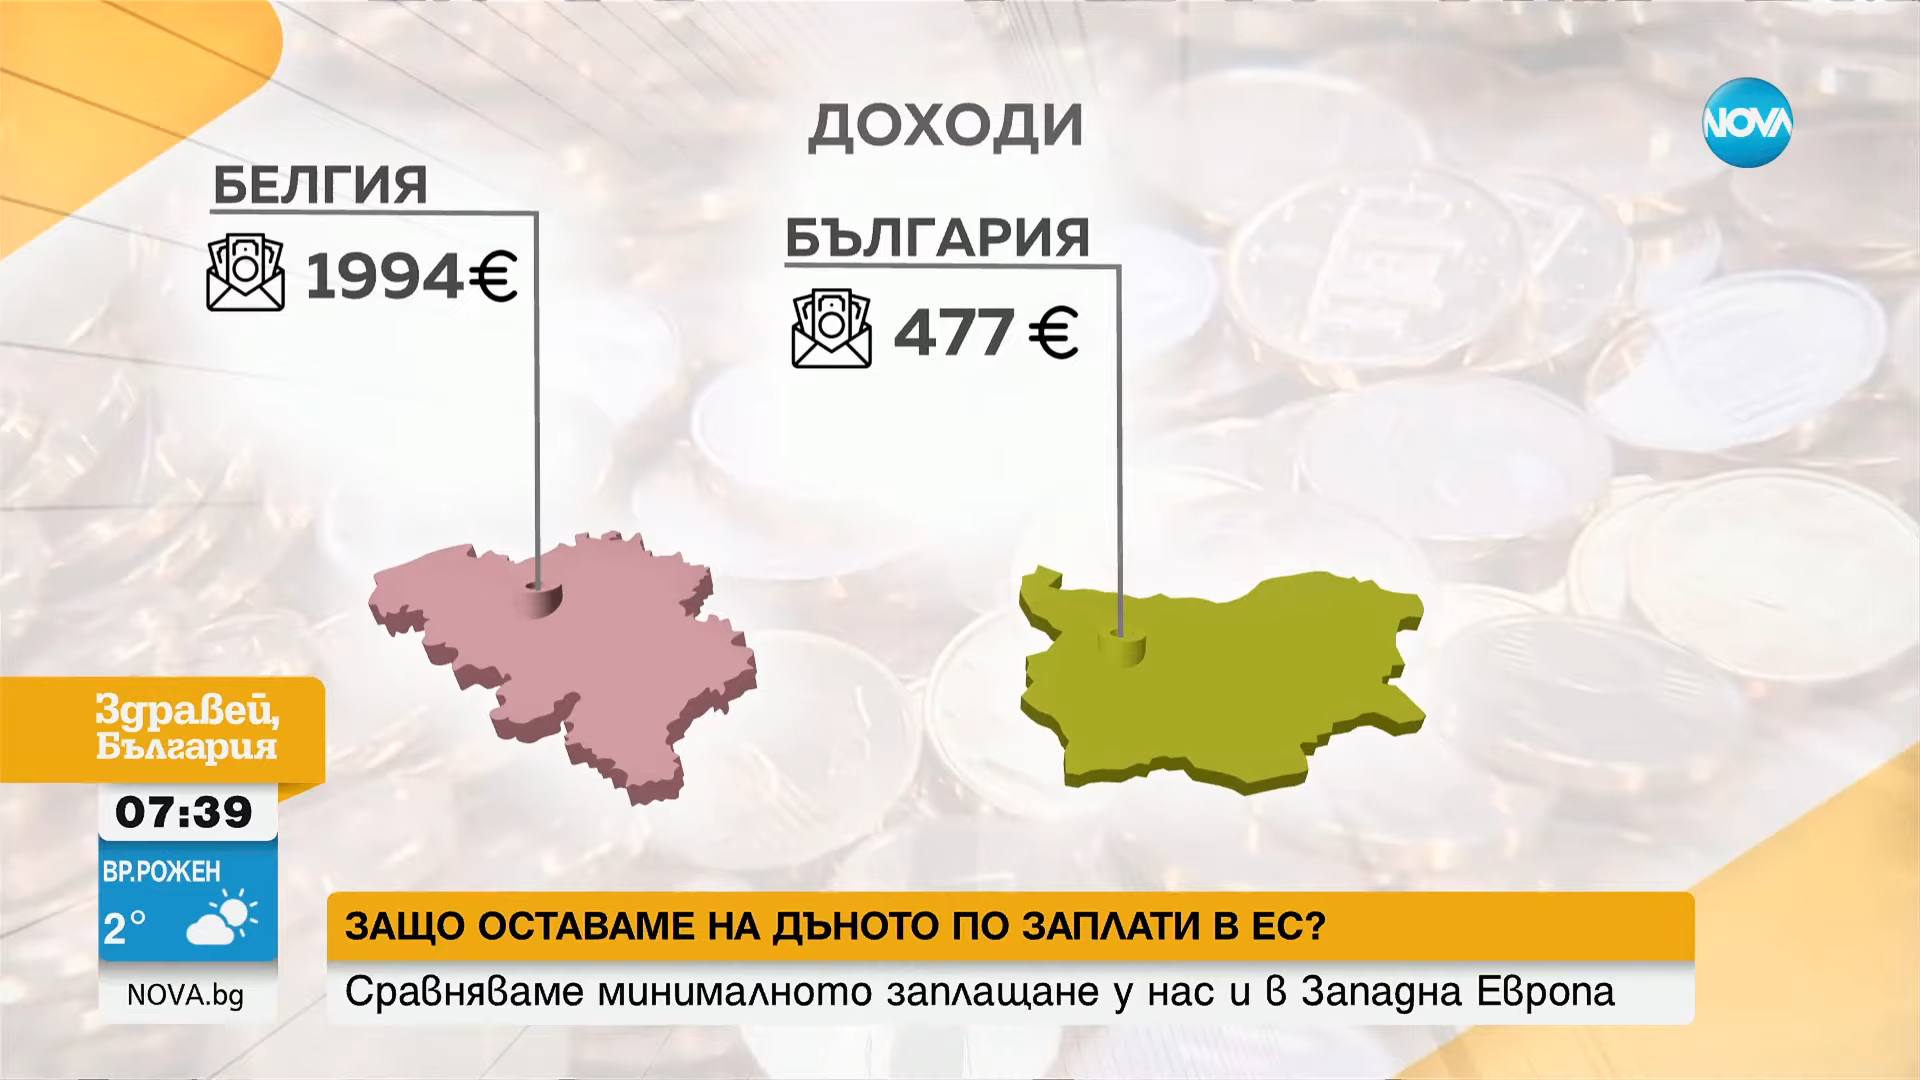 ДОХОДИ
NOVA
БЕЛГИЯ
1994€
БЪЛГАРИЯ
477 €
Здравей,
България
07:39
ВР.РОЖЕН
2°
NOVA.bg
ЗАЩО ОСТАВАМЕ НА ДЪНОТО ПО ЗАПЛАТИ В ЕС?
Сравняваме минималното заплащане у нас и в Западна Европа